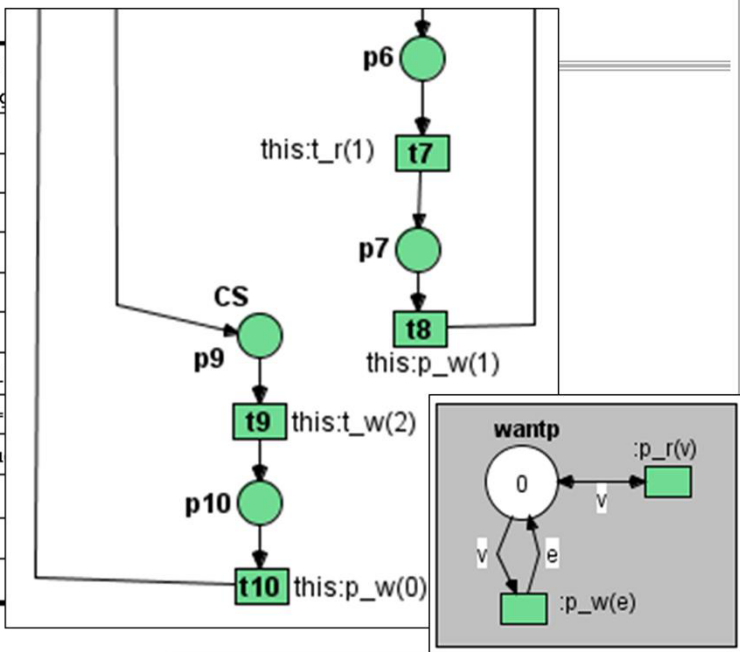 p6
this:t_r(1) t7
p7
CS
t8
p9
this:p_w(1)
t9 this:t_w(2)
wantp
:p_r(v)
0
v
p10
v e
t10 this:p_w(0)
:p_w(e)